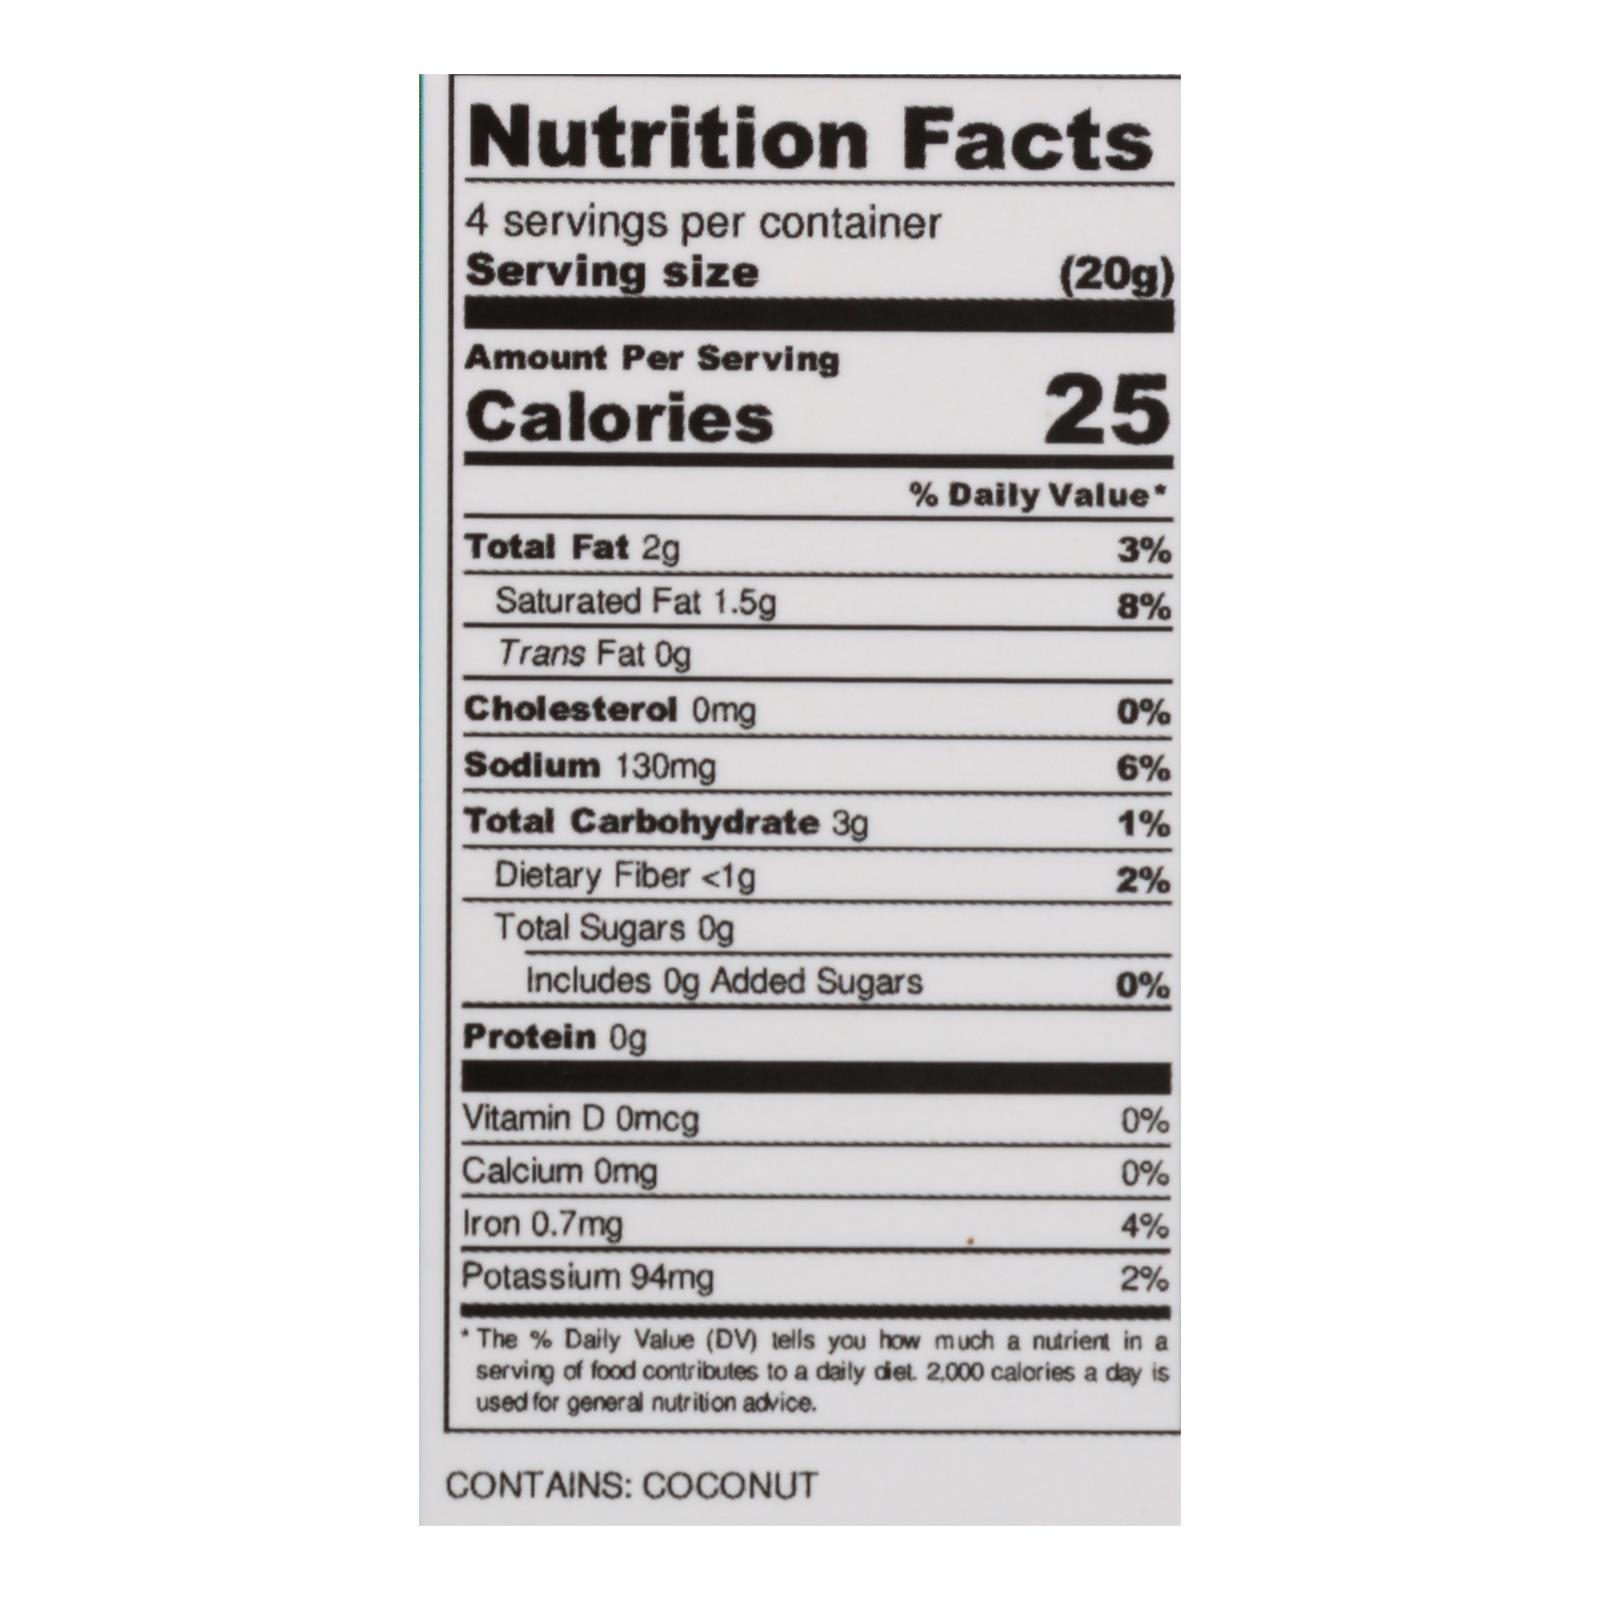 Nutrition Facts
4 servings per container
Serving size (20g)
Amount Per Serving
Calories 25
% Daily Value*
Total Fat 2g 3%
Saturated Fat 1.5g 8%
Trans Fat 0g
Cholesterol 0mg 0%
Sodium 130mg 6%
Total Carbohydrate 3g 1%
Dietary Fiber <1g 2%
Total Sugars 0g
Includes 0g Added Sugars 0%
Protein 0g
Vitamin D 0mcg 0%
Calcium 0mg 0%
Iron 0.7mg 4%
Potassium 94mg 2%
* The % Daily Value (DV) tells you how much a nutrient in a
serving of food contributes to a daily diet. 2,000 calories a day is
used for general nutrition advice.
CONTAINS: COCONUT